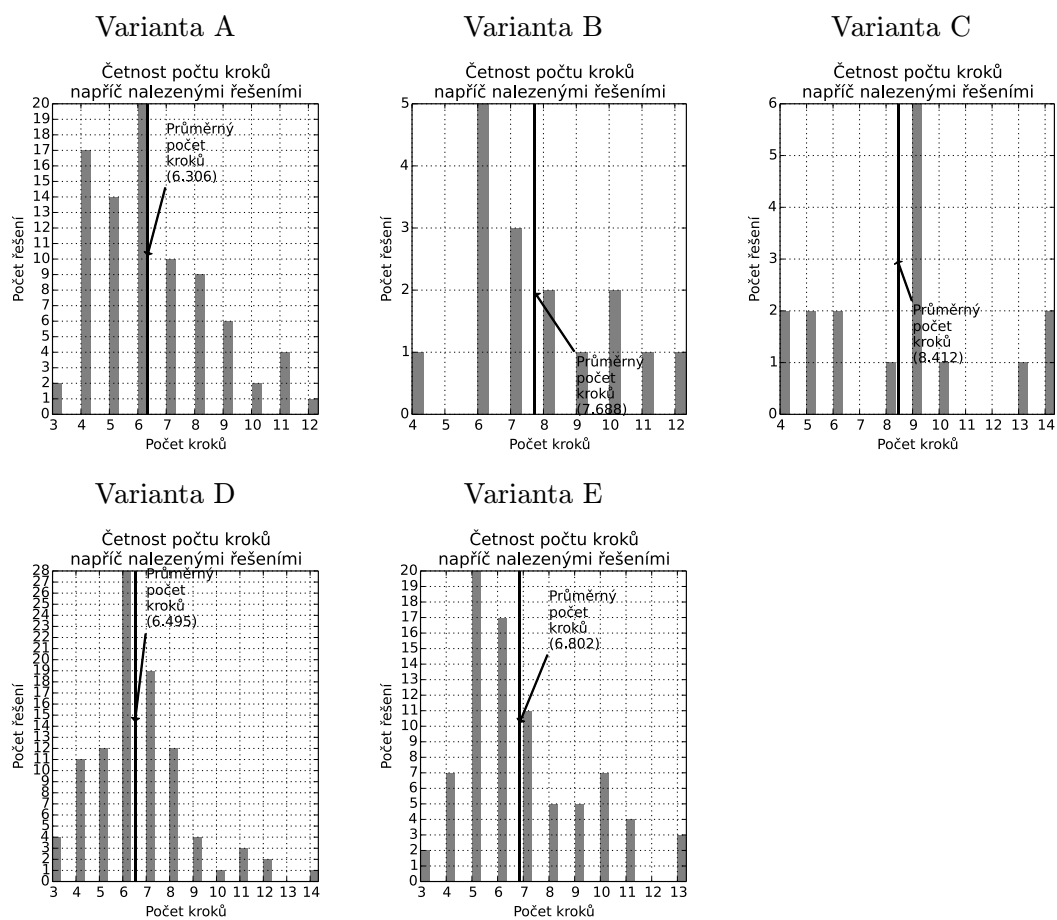 Varianta A
Četnost počtu kroků
napříč nalezenými řešeními
Počet řešení
20
19
18
17
16
15
14
13
12
11
10
9
8
7
6
5
4
3
2
1
0
Průměrný
počet
kroků
(6.306)
3 4 5 6 7 8 9 10 11 12
Počet kroků
Varianta B
Četnost počtu kroků
napříč nalezenými řešeními
Počet řešení
5
4
3
2
1
0
Průměrný
počet
kroků
(7.688)
4 5 6 7 8 9 10 11 12
Počet kroků
Varianta C
Četnost počtu kroků
napříč nalezenými řešeními
Počet řešení
6
5
4
3
2
1
0
Průměrný
počet
kroků
(8.412)
4 5 6 7 8 9 10 11 12 13 14
Počet kroků
Varianta D
Četnost počtu kroků
napříč nalezenými řešeními
Počet řešení
28
27
26
25
24
23
22
21
20
19
18
17
16
15
14
13
12
11
10
9
8
7
6
5
4
3
2
1
0
Průměrný
počet
kroků
(6.495)
3 4 5 6 7 8 9 10 11 12 13 14
Počet kroků
Varianta E
Četnost počtu kroků
napříč nalezenými řešeními
Počet řešení
20
19
18
17
16
15
14
13
12
11
10
9
8
7
6
5
4
3
2
1
0
Průměrný
počet
kroků
(6.802)
3 4 5 6 7 8 9 10 11 12 13
Počet kroků